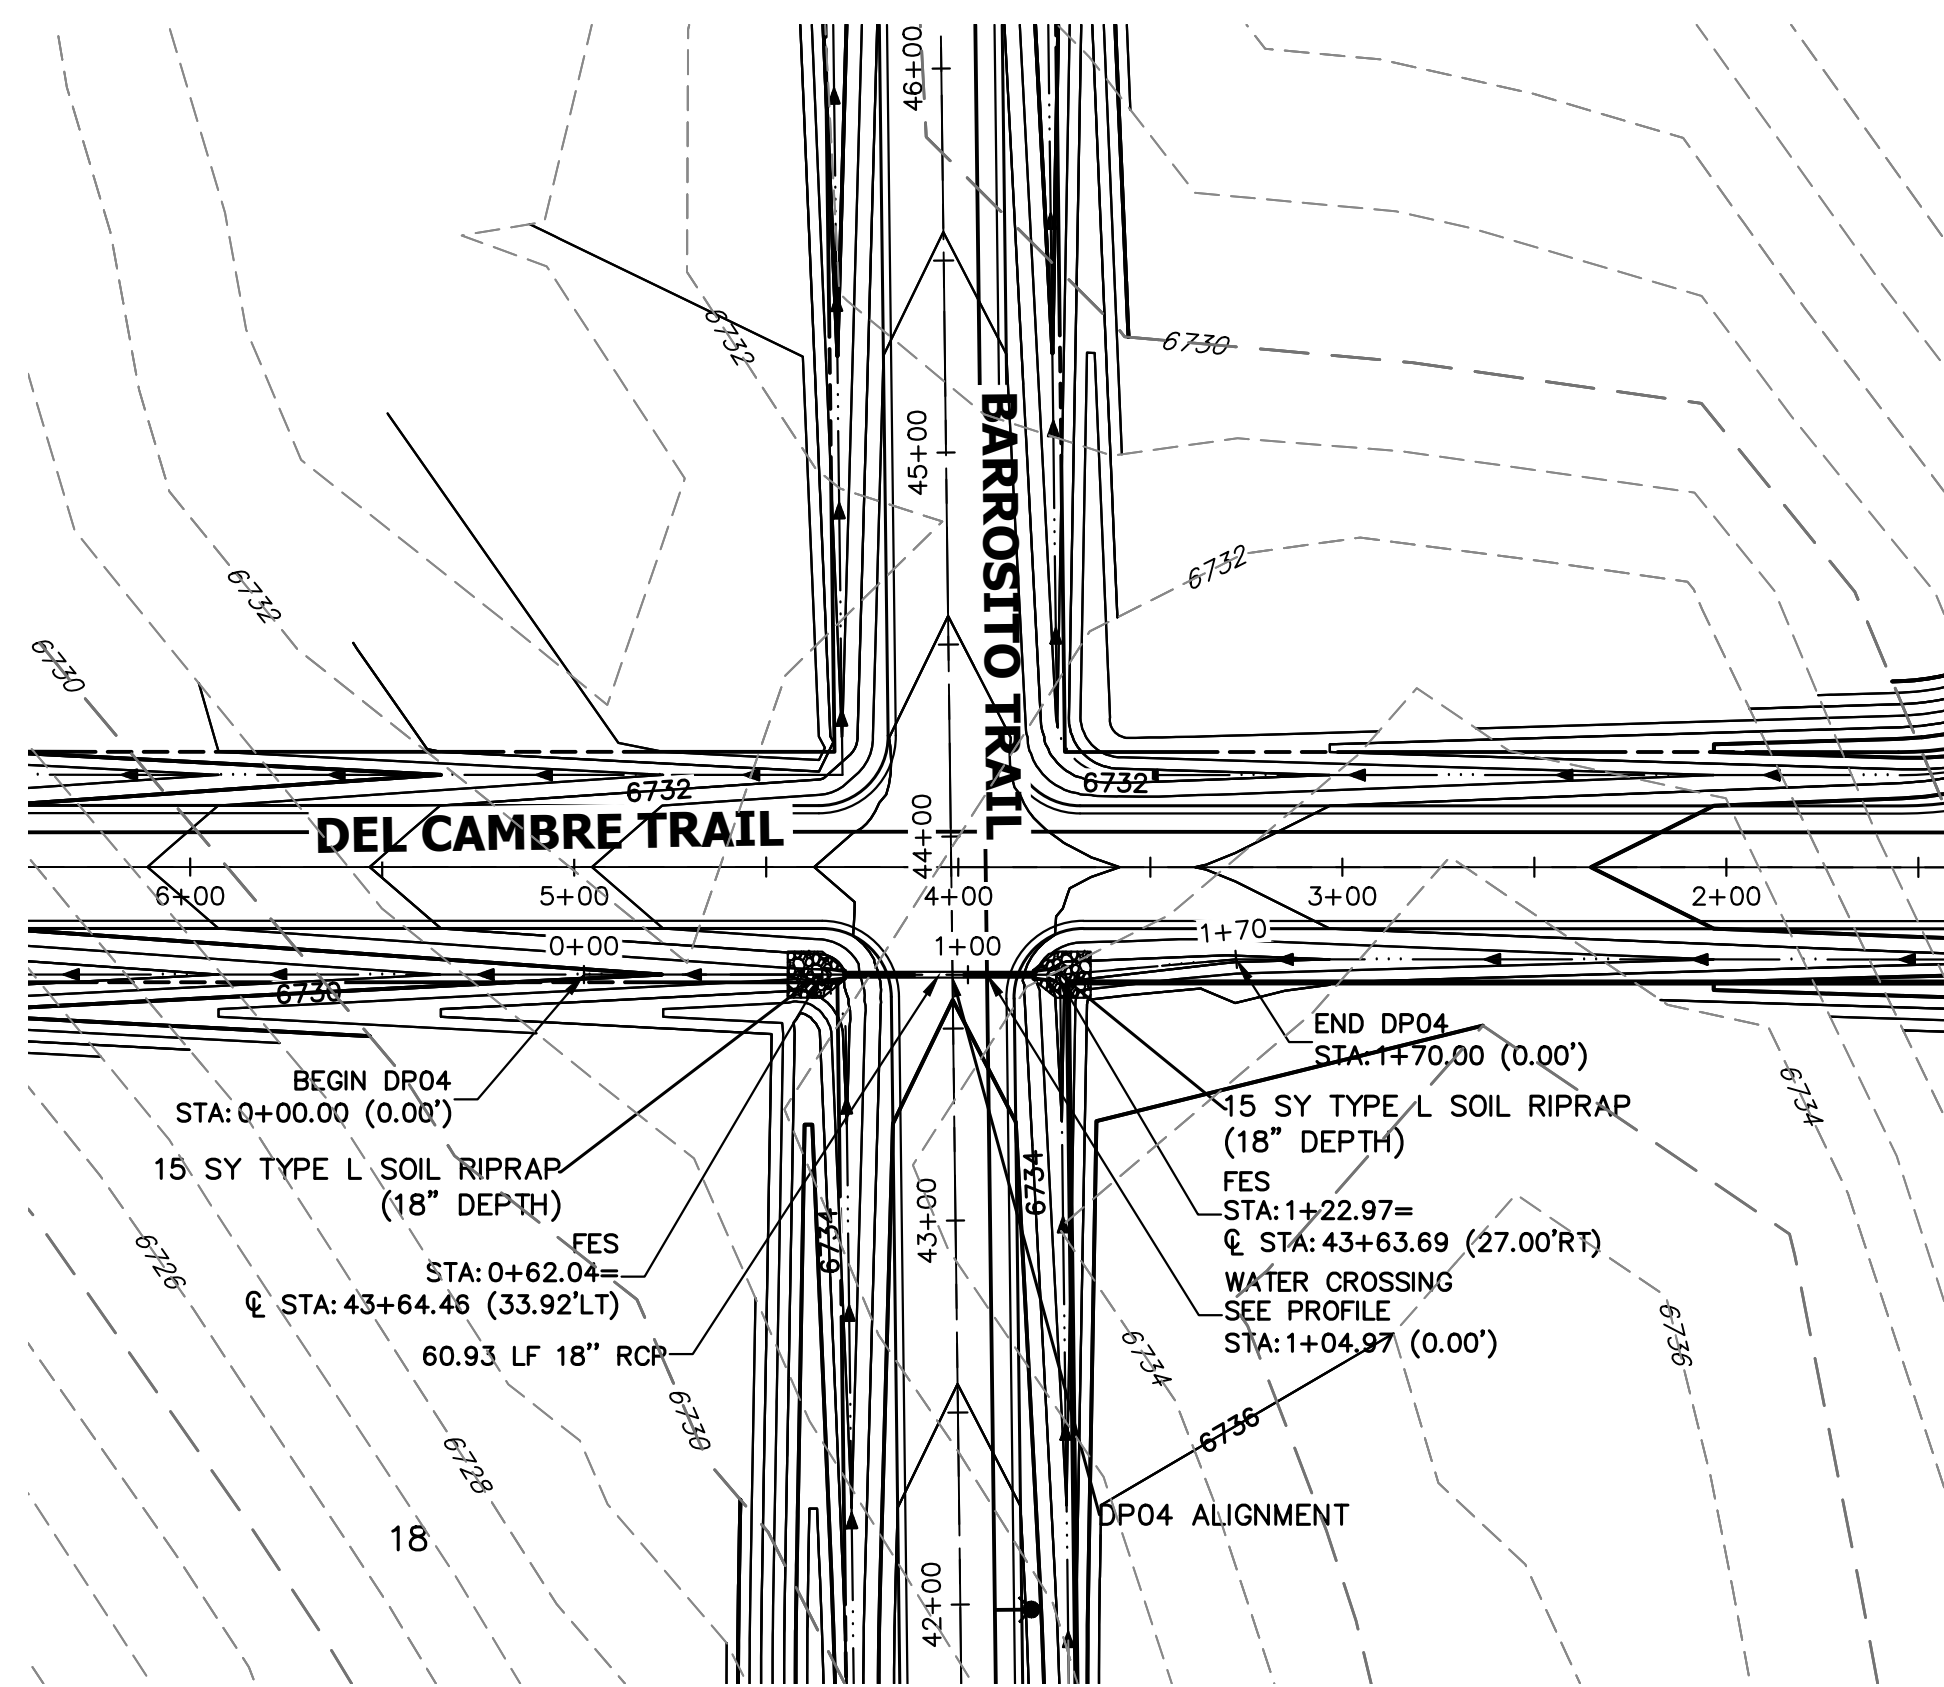 46+00
6732
6730
BARROSITO TRAIL
45+00
6732
6732
6730
6732
6732
DEL CAMBRE TRAIL
44+00
6+00
5+00
4+00
3+00
2+00
0+00
1+00
1+70
6730
END DP04
STA:1+70.00 (0.00')
BEGIN DP04
STA:0+00.00 (0.00')
6734
15 SY TYPE L SOIL RIPRAP
(18" DEPTH)
15 SY TYPE L SOIL RIPRAP
(18" DEPTH)
6734
43+00
6734
FES
STA:1+22.97=
℄ STA:43+63.69 (27.00'RT)
FES
STA:0+62.04=
℄ STA:43+64.46 (33.92'LT)
6726
WATER CROSSING
SEE PROFILE
STA:1+04.97 (0.00')
60.93 LF 18" RCP
6734
6736
6730
6728
6736
18
DP04 ALIGNMENT
42+00